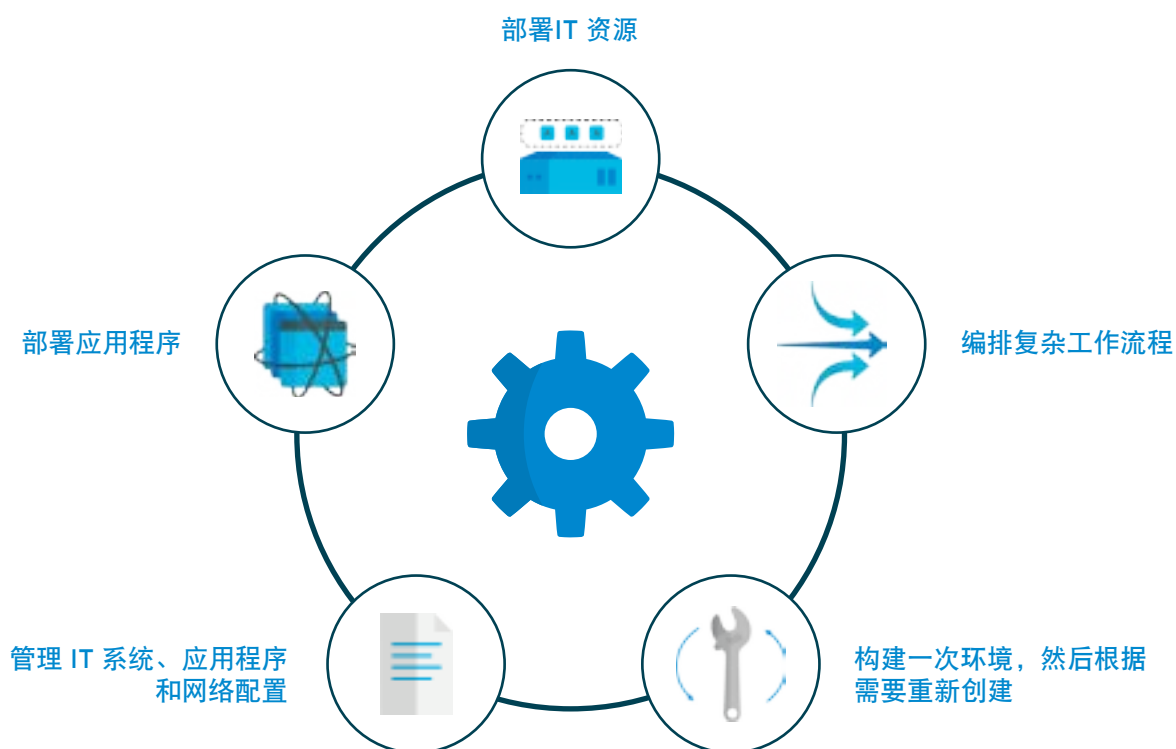 部署IT 资源
部署应用程序
编排复杂工作流程
管理 IT 系统、应用程序
和网络配置
构建一次环境，然后根据
需要重新创建